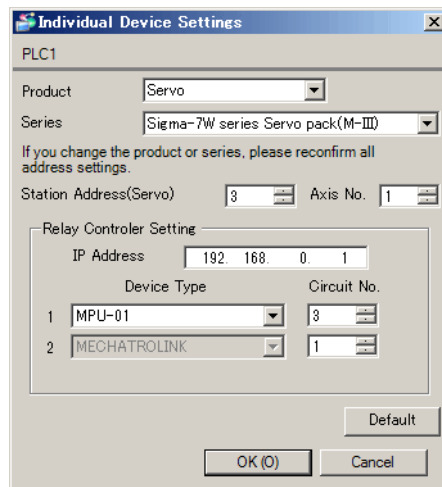 Individual Device Settings
PLC1
Product Servo
Series Sigma-7W series Servo pack(M-III)
If you change the product or series, please reconfirm all
address settings.
Station Address(Servo) 3 Axis No. 1
Relay Controler Setting
IP Address 192. 168. 0. 1
Device Type Circuit No.
1 MPU-01 3
2 MECHATROLINK 1
Default
OK (O) Cancel